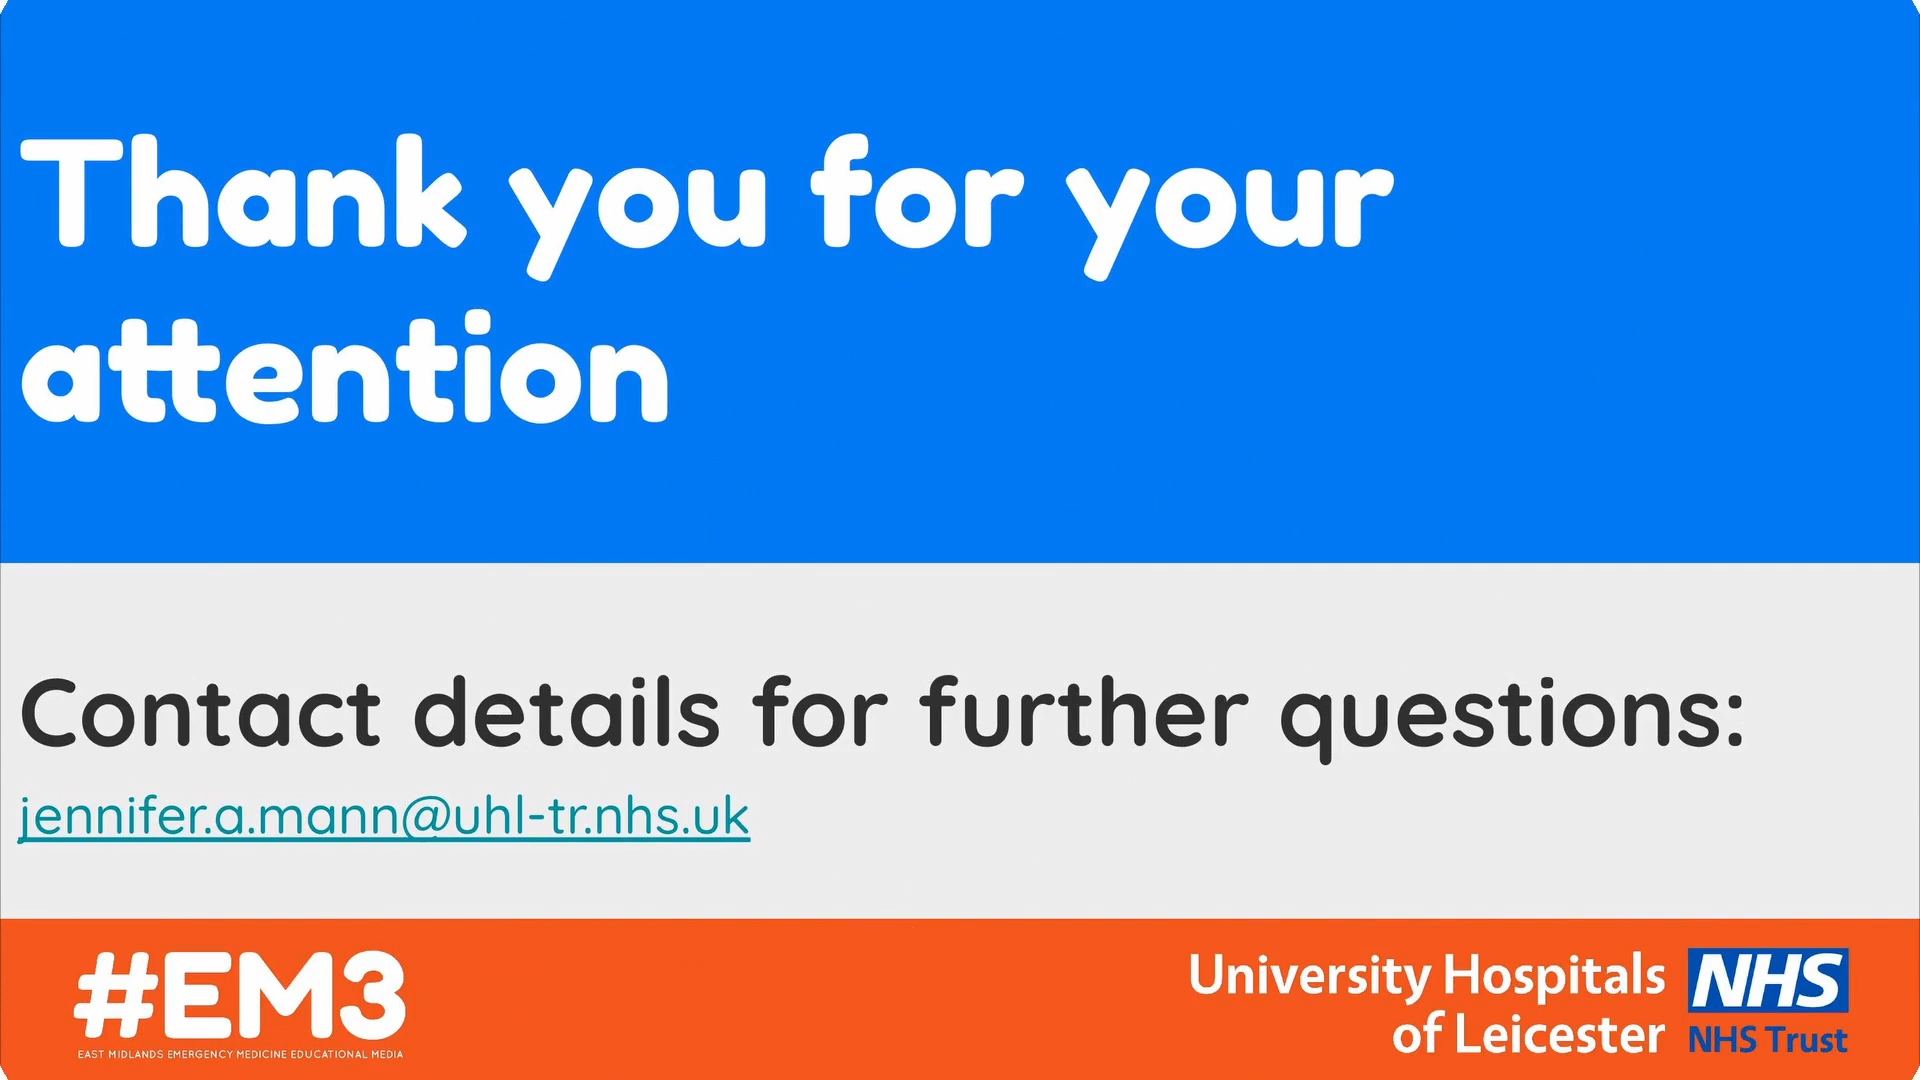 Thank you for your
attention
Contact details for further questions:
jennifer.a.mann@uhl-tr.nhs.uk
#EM3
EAST MIDLANDS EMERGENCY MEDICINE EDUCATIONAL MEDIA
University Hospitals
of Leicester
NHS
NHS Trust